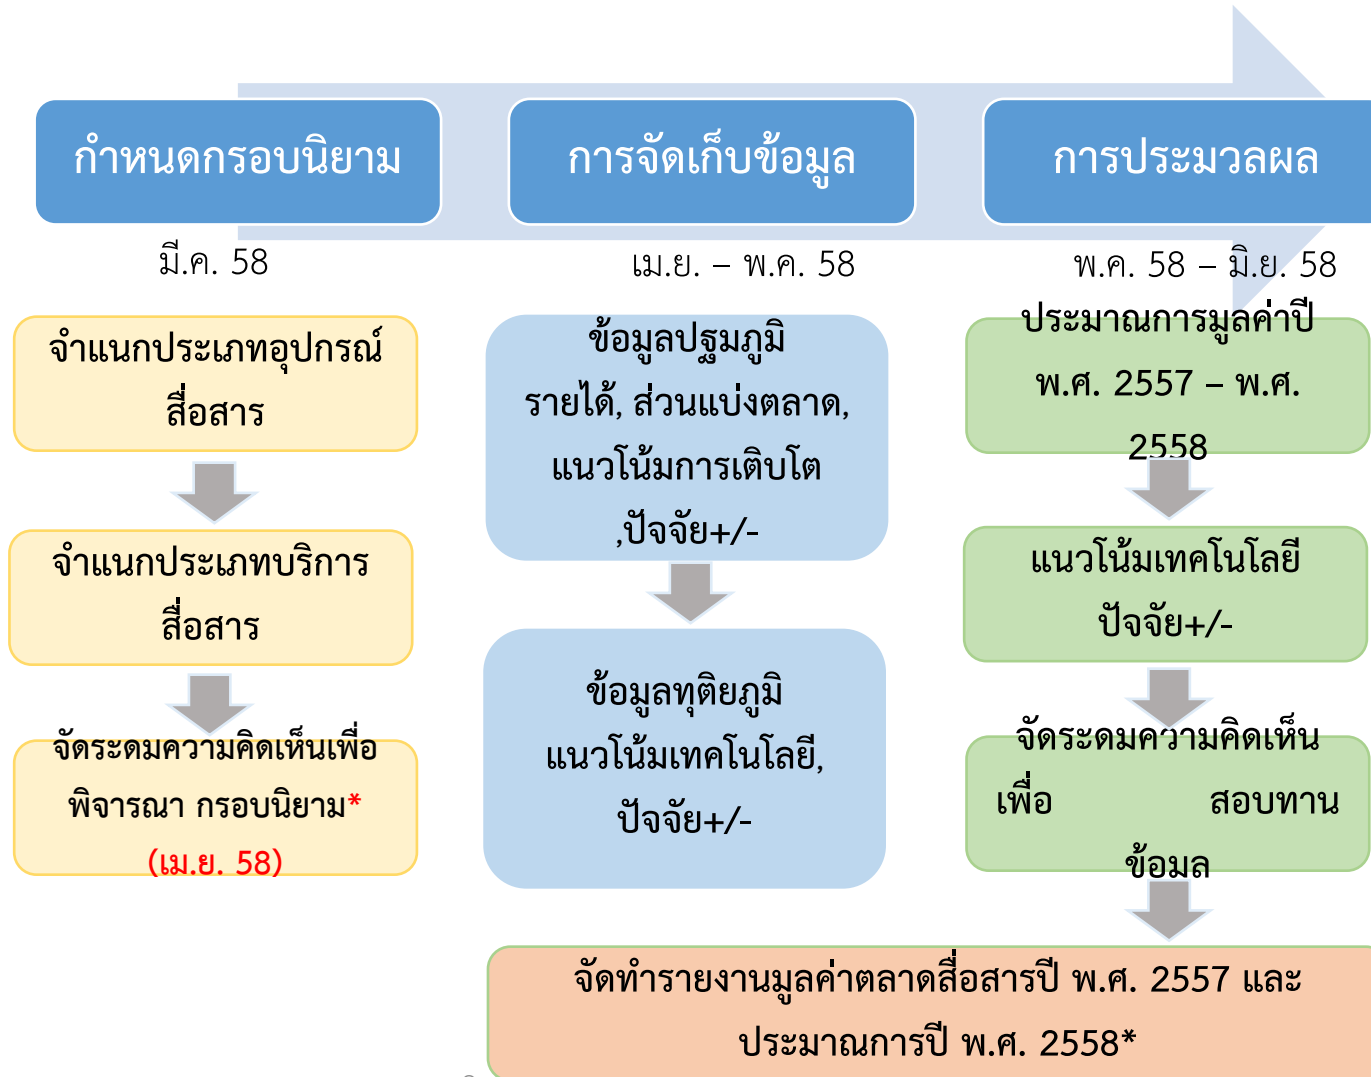 กำหนดกรอบนิยาม
การจัดเก็บข้อมูล
การประมวลผล
มี.ค. 58
เม.ย. – พ.ค. 58
พ.ค. 58 – มิ.ย. 58
จำแนกประเภทอุปกรณ์
สื่อสาร
จำแนกประเภทบริการ
สื่อสาร
จัดระดมความคิดเห็นเพื่อ
พิจารณา กรอบนิยาม*
(เม.ย. 58)
ข้อมูลปฐมภูมิ
รายได้, ส่วนแบ่งตลาด,
แนวโน้มการเติบโต
,ปัจจัย+/-
ข้อมูลทุติยภูมิ
แนวโน้มเทคโนโลยี,
ปัจจัย+/-
ประมาณการมูลค่าปี
พ.ศ. 2557 – พ.ศ.
2558
แนวโน้มเทคโนโลยี
ปัจจัย+/-
จัดระดมความคิดเห็น
เพื่อ สอบทาน
ข้อมูล
จัดทำรายงานมูลค่าตลาดสื่อสารปี พ.ศ. 2557 และ
ประมาณการปี พ.ศ. 2558*